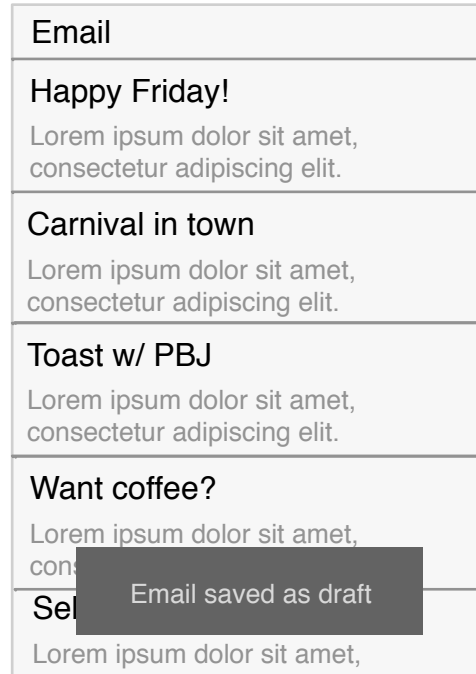 Email
Happy Friday!
Lorem ipsum dolor sit amet,
consectetur adipiscing elit.
Carnival in town
Lorem ipsum dolor sit amet,
consectetur adipiscing elit.
Toast w/ PBJ
Lorem ipsum dolor sit amet,
consectetur adipiscing elit.
Want coffee?
Lorem ipsum dolor sit amet,
Email saved as draft
Lorem ipsum dolor sit amet,